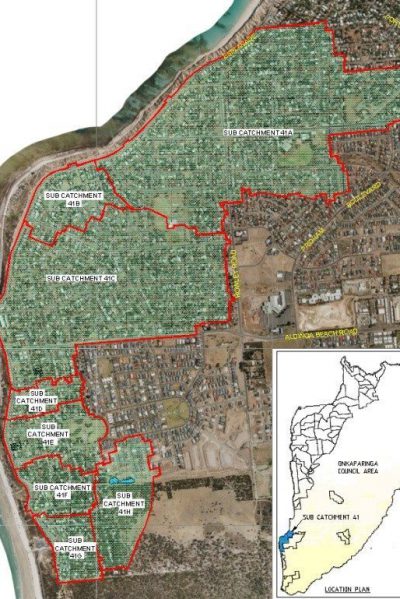 SUB CATCHMENT 41A
SUB CATCHMENT
41B
SUB CATCHMENT 41C
ALDINGA BEACH ROAD
SUB
CATCHMENT
41D
SUB
CATCHMENT
41E
SUB CATCHMENT
41F
SUB
CATCHMENT
41H
SUB
CATCHMENT
41G
ONKAPARINGA
COUNCIL AREA
SUB CATCHMENT 41
LOCATION PLAN